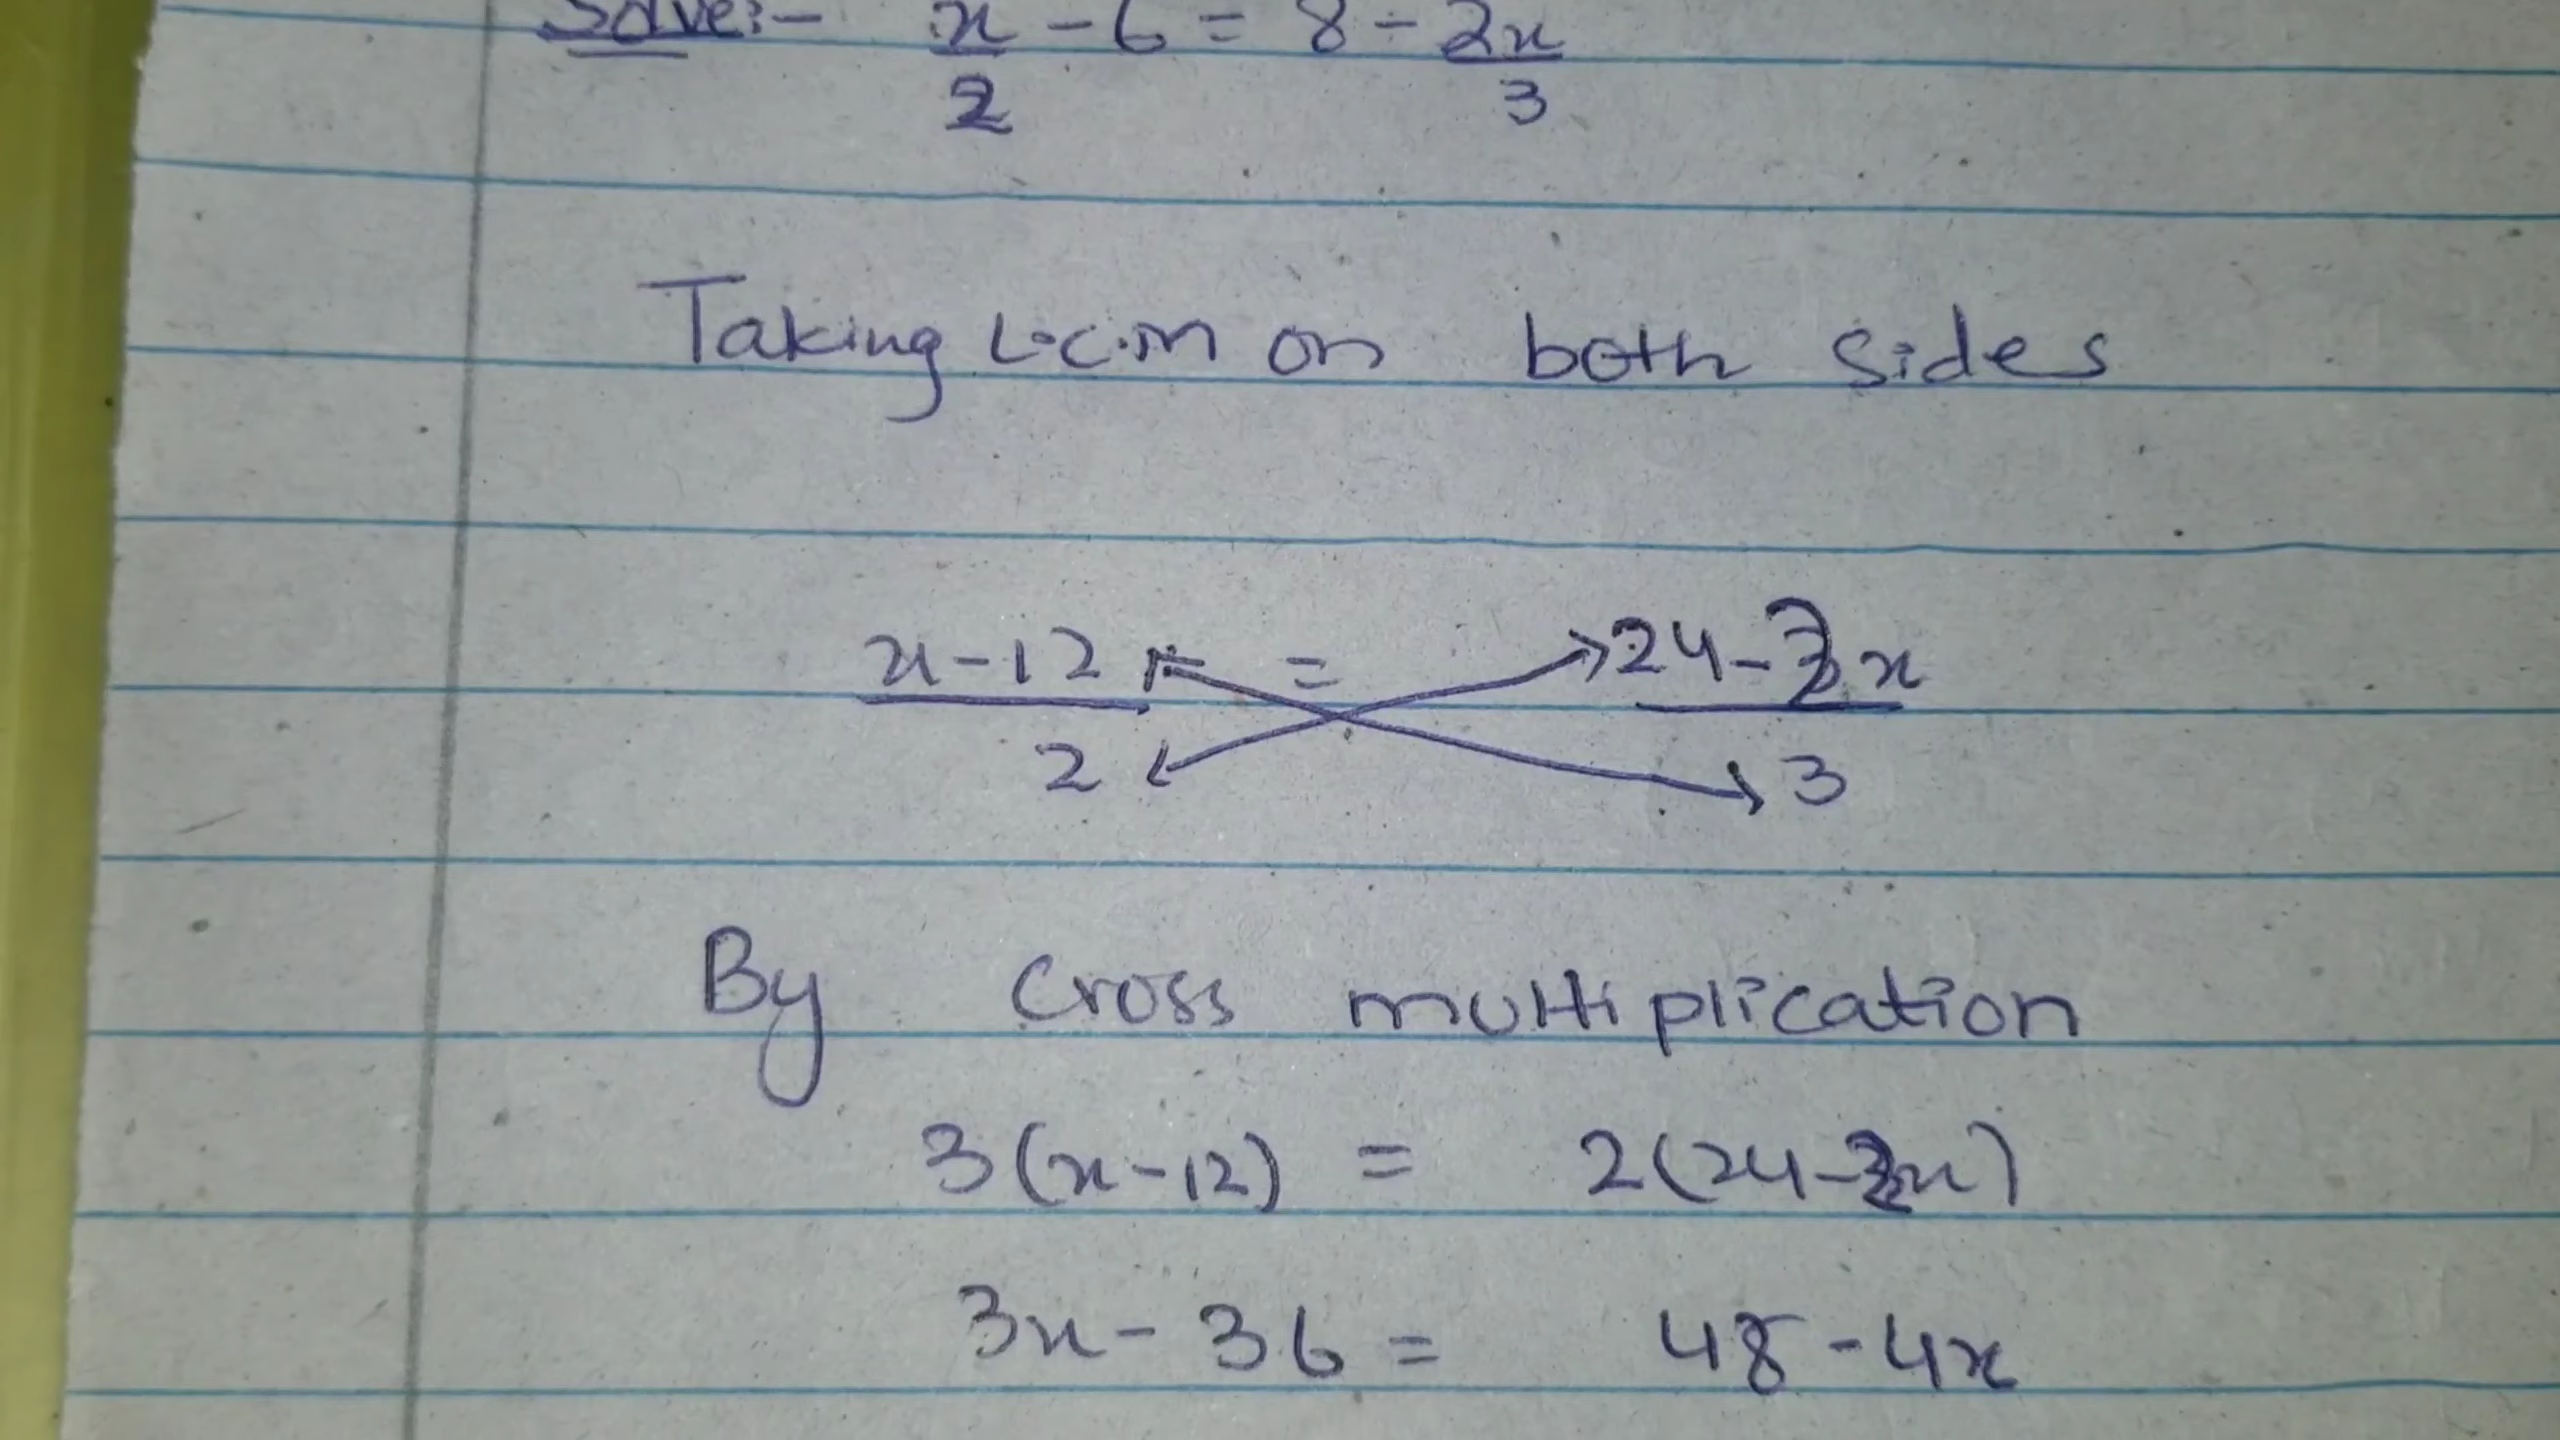 Solve:- x/2 - 6 = 8 - 2x/3
Taking L.C.M on both sides
x-12/2 = 24-2x/3
By Cross multiplication
3(x-12) = 2(24-2x)
3x - 36 = 48 - 4x